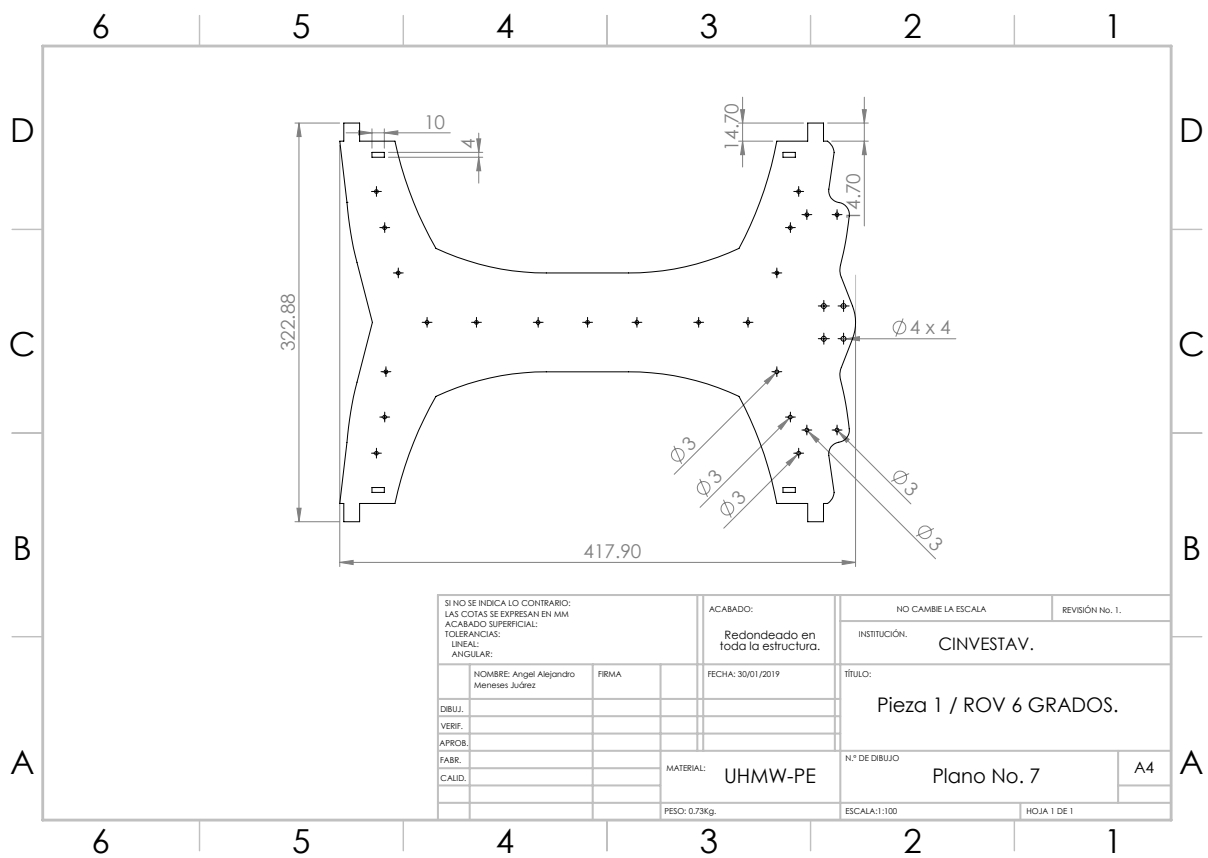 6 5 4 3 2 1
D D
10
4
14.70
14.70
322.88
C C
Ø4 x 4
Ø3
Ø3
Ø3
Ø3
Ø3
B B
417.90
SI NO SE INDICA LO CONTRARIO:
LAS COTAS SE EXPRESAN EN MM
ACABADO SUPERFICIAL:
TOLERANCIAS:
LINEAL:
ANGULAR:
ACABADO:
Redondeado en
toda la estructura.
NO CAMBIE LA ESCALA
REVISIÓN No. 1.
INSTITUCIÓN.
CINVESTAV.
NOMBRE: Angel Alejandro
Meneses Juárez
FIRMA
FECHA: 30/01/2019
TÍTULO:
Pieza 1 / ROV 6 GRADOS.
DIBUJ.
VERIF.
APROB.
FABR.
CALID.
MATERIAL:
UHMW-PE
N.º DE DIBUJO
Plano No. 7
A4
A A
PESO: 0.73Kg.
ESCALA:1:100
HOJA 1 DE 1
6 5 4 3 2 1